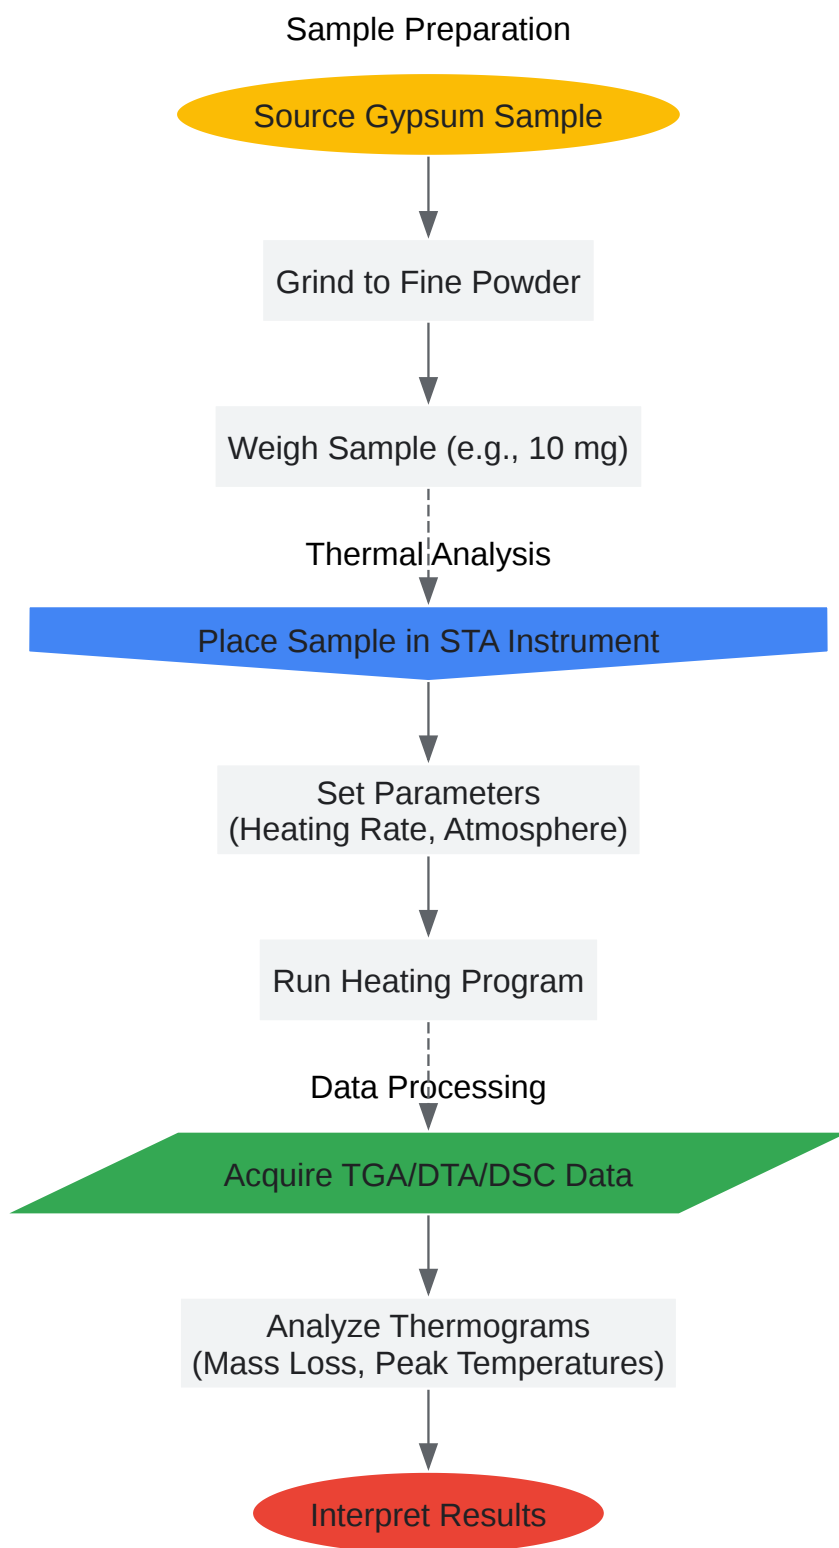 Sample Preparation
Source Gypsum Sample
Grind to Fine Powder
Weigh Sample (e.g., 10 mg)
Thermal Analysis
Place Sample in STA Instrument
Set Parameters
(Heating Rate, Atmosphere)
Run Heating Program
Data Processing
Acquire TGA/DTA/DSC Data
Analyze Thermograms
(Mass Loss, Peak Temperatures)
Interpret Results